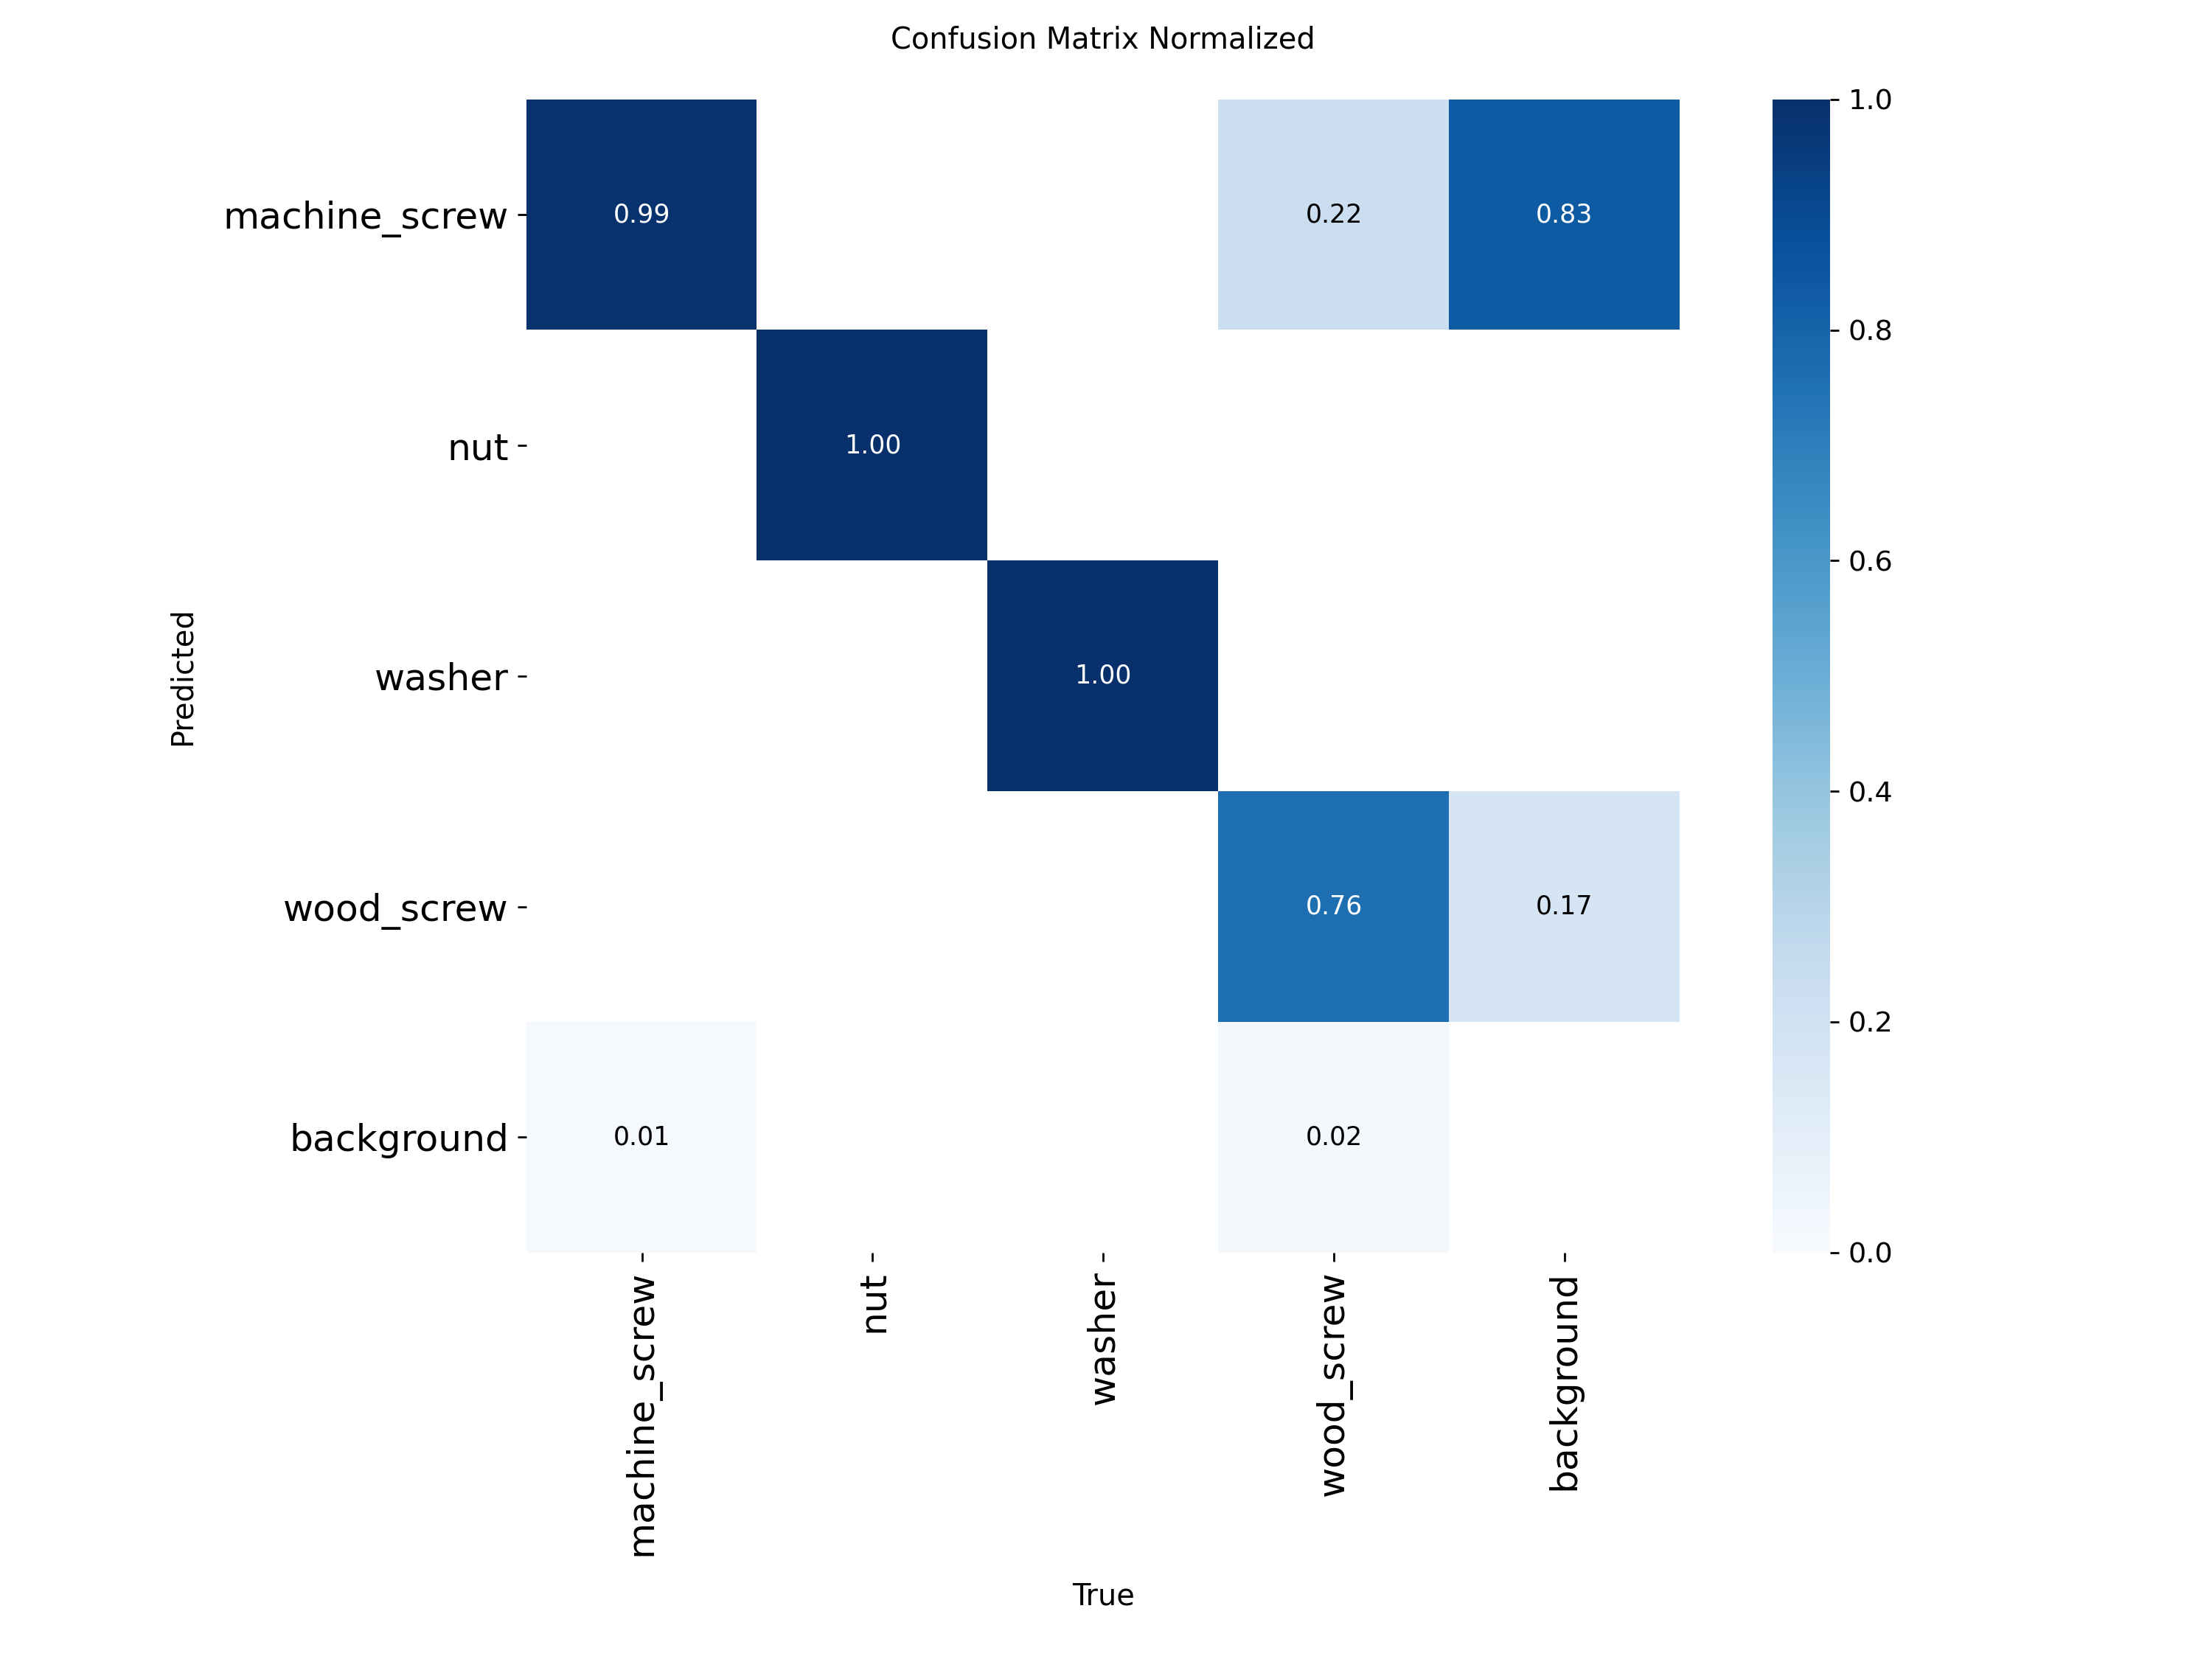 Confusion Matrix Normalized
machine_screw
0.99
0.22
0.83
nut
1.00
washer
1.00
wood_screw
0.76
0.17
background
0.01
0.02
Predicted
machine_screw
nut
washer
wood_screw
background
True
1.0
0.8
0.6
0.4
0.2
0.0